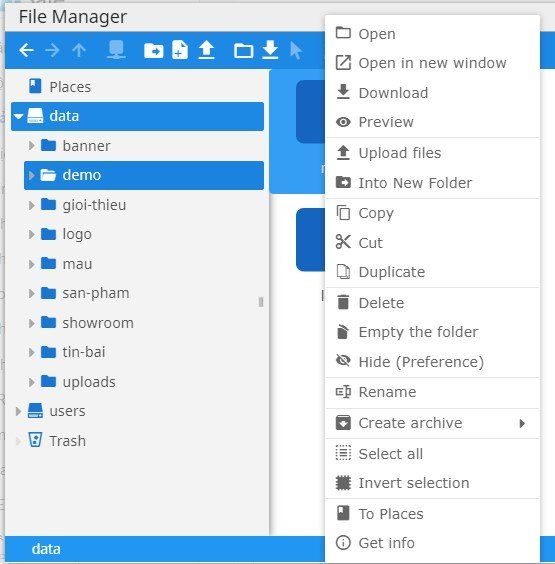 File Manager
Places
data
banner
demo
gioi-thieu
logo
mau
san-pham
showroom
tin-bai
uploads
users
Trash
data
Open
Open in new window
Download
Preview
Upload files
Into New Folder
Copy
Cut
Duplicate
Delete
Empty the folder
Hide (Preference)
Rename
Create archive
Select all
Invert selection
To Places
Get info